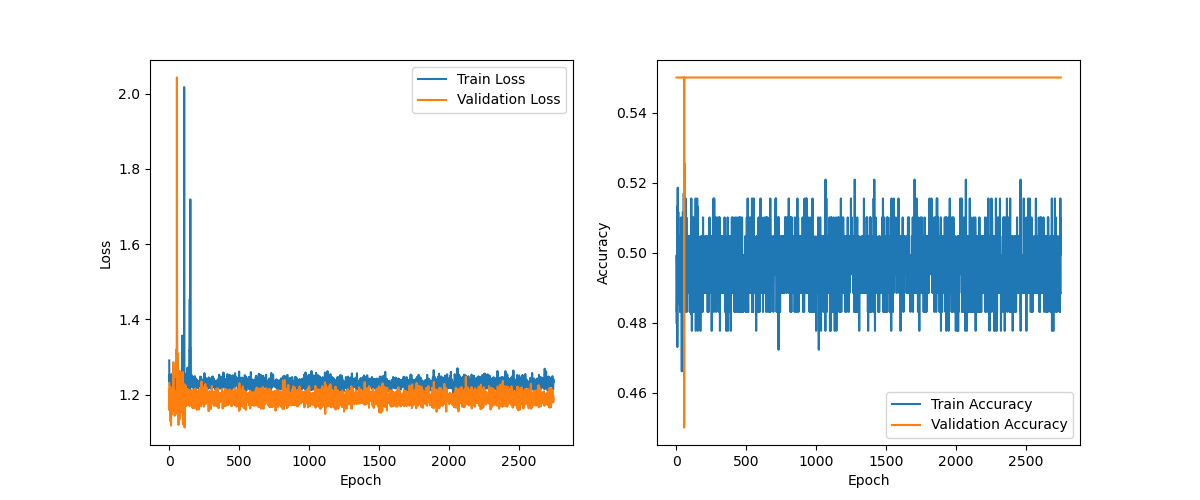 Loss
2.0
1.8
1.6
1.4
1.2
0
500
1000
1500
2000
2500
Epoch
Train Loss
Validation Loss
Accuracy
0.54
0.52
0.50
0.48
0.46
0
500
1000
1500
2000
2500
Epoch
Train Accuracy
Validation Accuracy